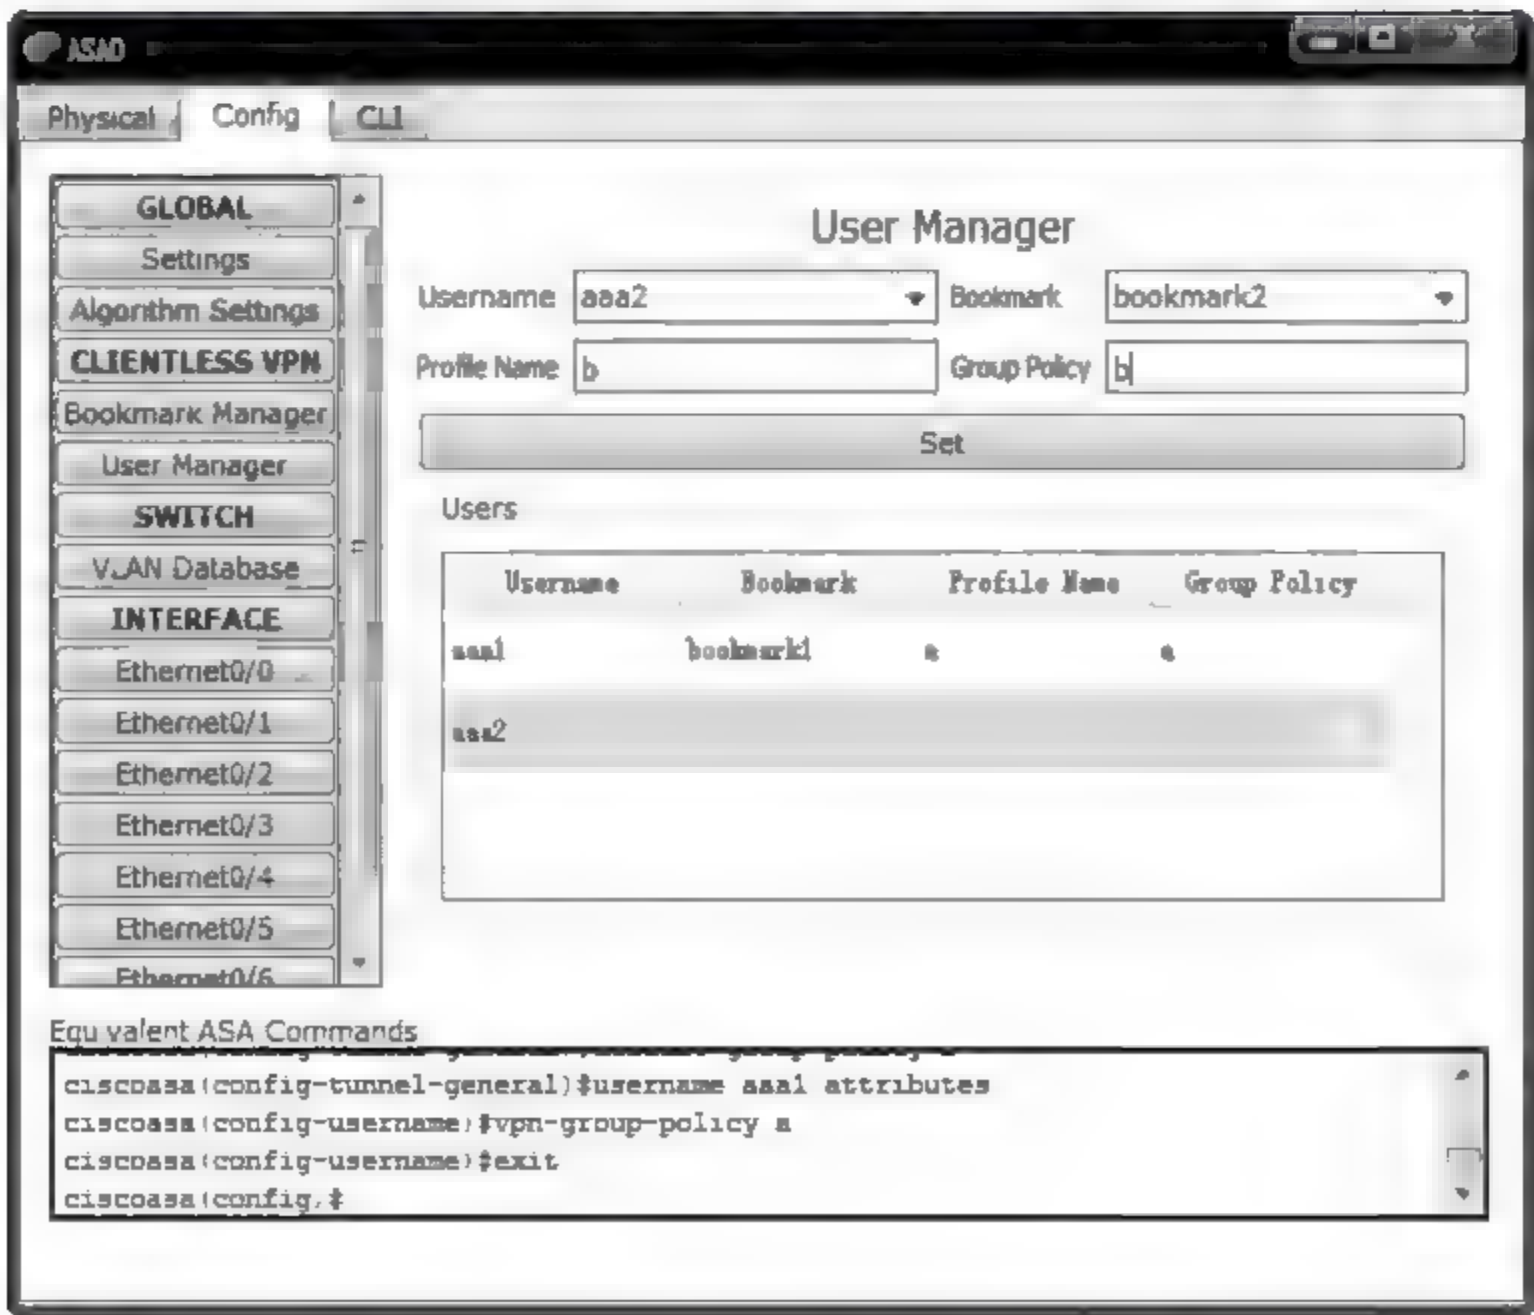 ASA0
Physical Config CLI
GLOBAL
Settings
Algorithm Settings
CLIENTLESS VPN
Bookmark Manager
User Manager
SWITCH
VLAN Database
INTERFACE
Ethernet0/0
Ethernet0/1
Ethernet0/2
Ethernet0/3
Ethernet0/4
Ethernet0/5
Ethernet0/6
User Manager
Username aaa2 Bookmark bookmark2
Profile Name b Group Policy b
Set
Users
Username Bookmark Profile Name Group Policy
aaa1 bookmark1 a a
aaa2
Equivalent ASA Commands
ciscoasa(config-tunnel-general)#username aaa1 attributes
ciscoasa(config-username)#vpn-group-policy a
ciscoasa(config-username)#exit
ciscoasa(config)#